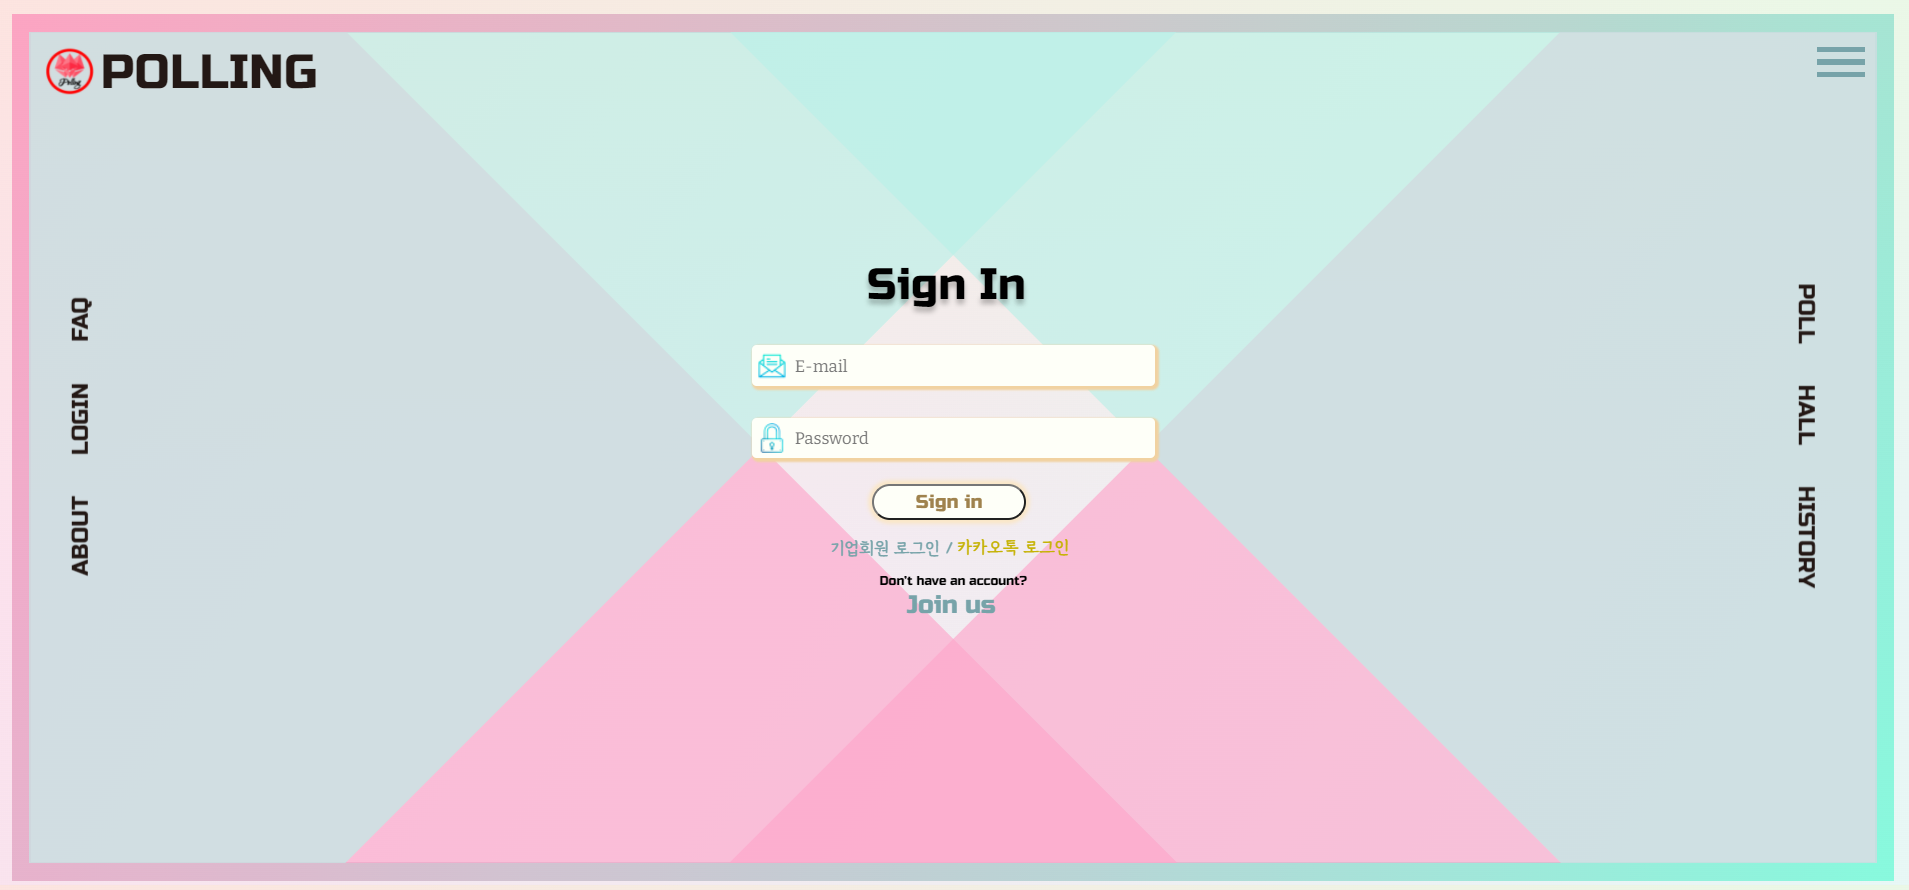 POLLING
Sign In
E-mail
Password
Sign in
기업회원 로그인 / 카카오톡 로그인
Don't have an account?
Join us
FAQ
LOGIN
ABOUT
POLL
HALL
HISTORY